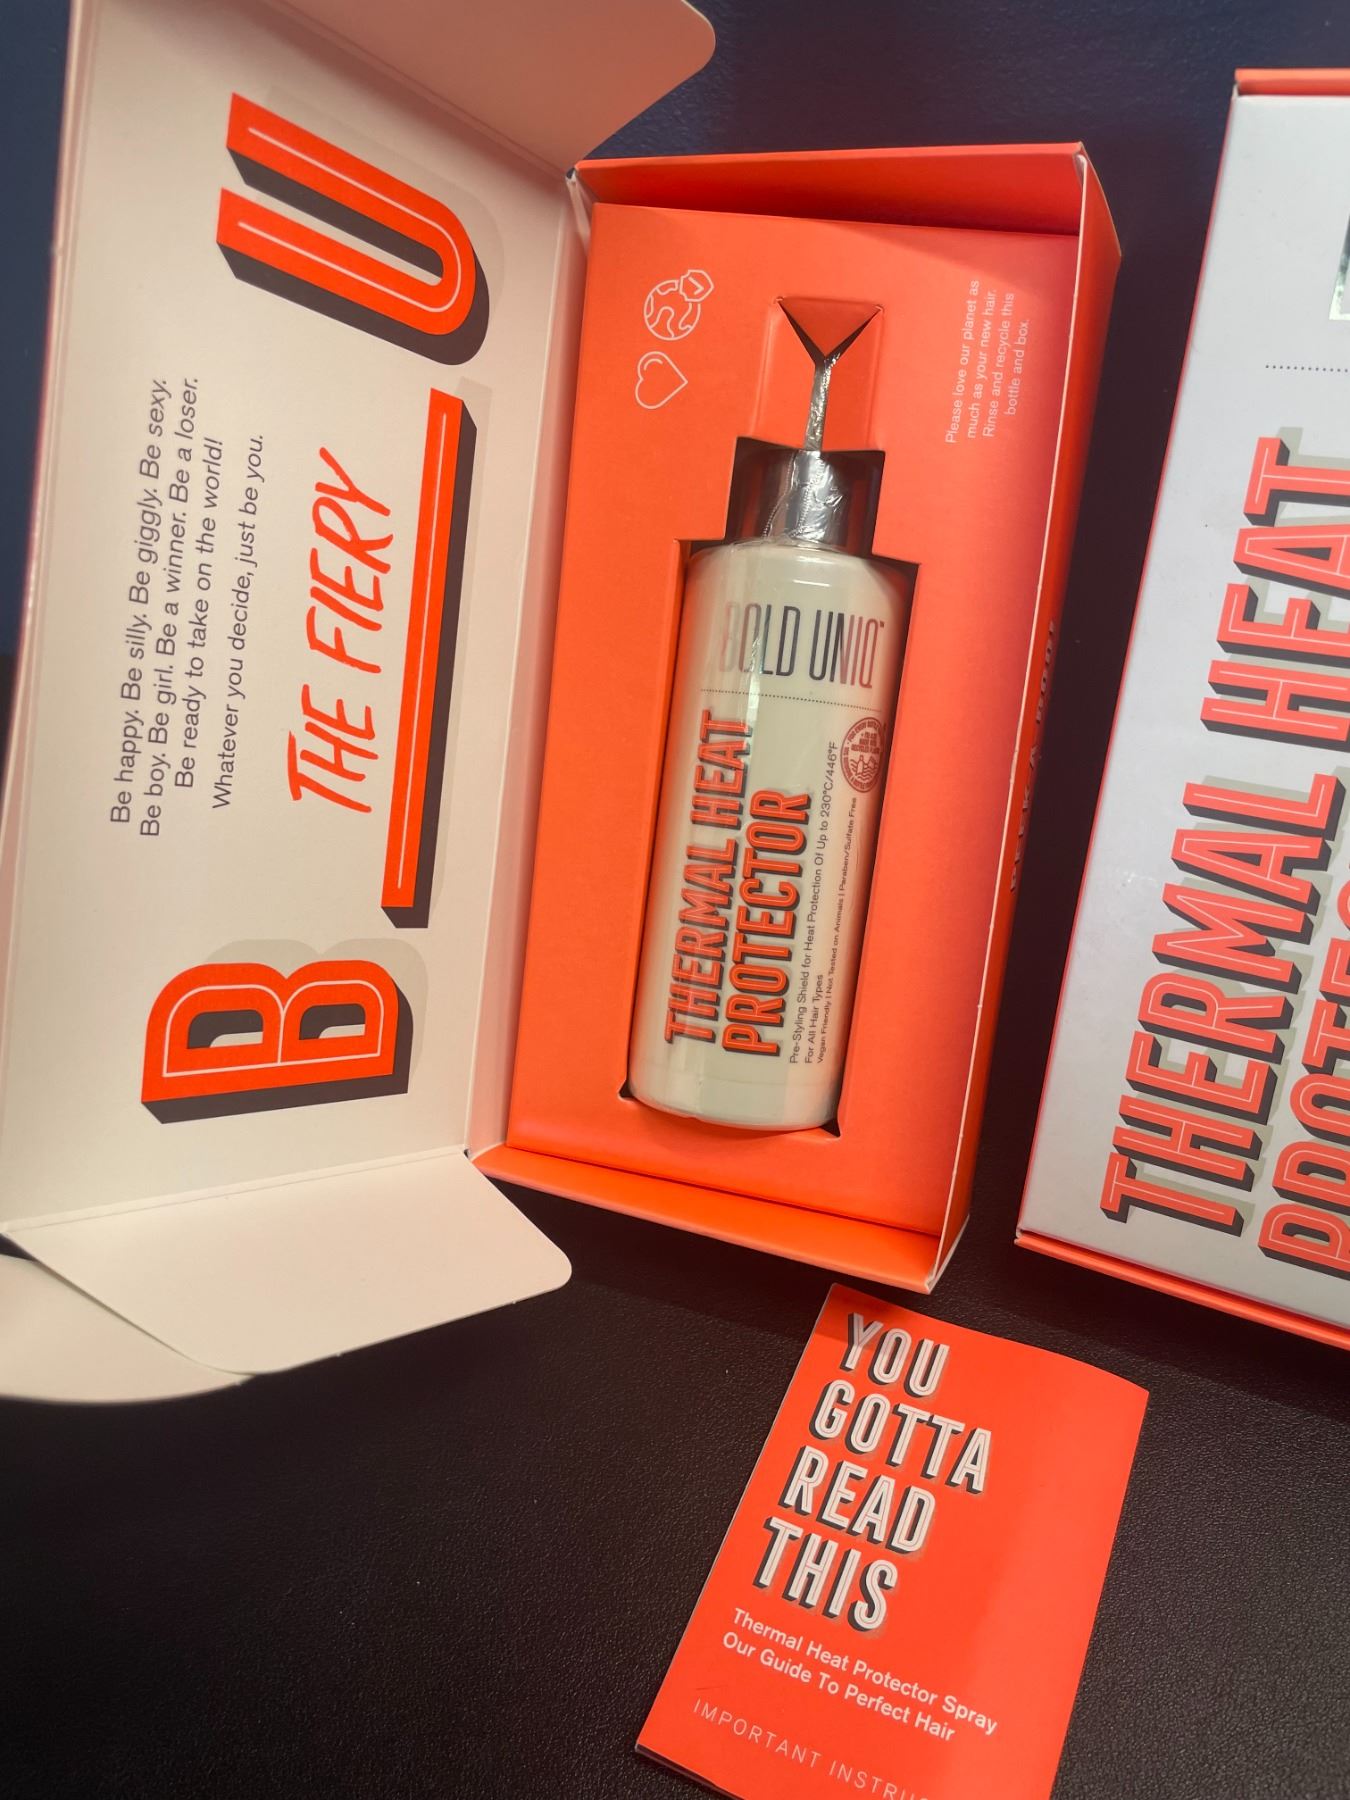 Be happy. Be silly. Be giggly. Be sexy.
Be boy. Be girl. Be a winner. Be a loser.
Be ready to take on the world!
Whatever you decide, just be you.
THE FIERY
B_U
Please love our planet as
much as your new hair.
Rinse and recycle this
bottle and box.
BOLD UNIQ
THERMAL HEAT
PROTECTOR
Pre-Styling Shield for Heat Protection Of Up to 230°C/446°F
For All Hair Types
Vegan Friendly | Not Tested on Animals | Paraben/Sulfate Free
THERMAL HEAT
YOU
GOTTA
READ
THIS
Thermal Heat Protector Spray
Our Guide To Perfect Hair
IMPORTANT